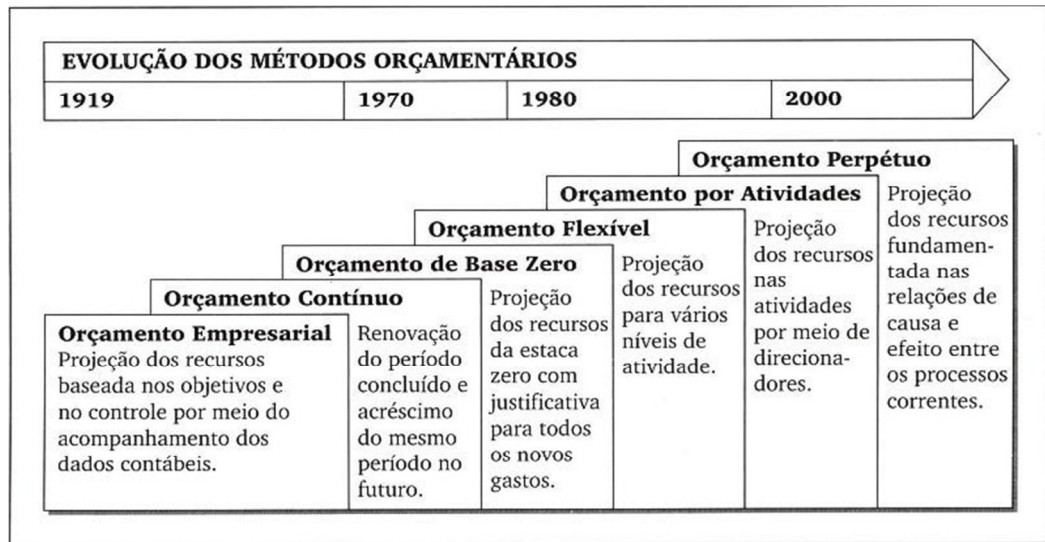 EVOLUÇÃO DOS MÉTODOS ORÇAMENTÁRIOS
1919
1970
1980
2000
Orçamento Empresarial
Projeção dos recursos
baseada nos objetivos e
no controle por meio do
acompanhamento dos
dados contábeis.
Orçamento Contínuo
Renovação
do período
concluído e
acréscimo
do mesmo
período no
futuro.
Orçamento de Base Zero
Projeção
dos recursos
da estaca
zero com
justificativa
para todos
os novos
gastos.
Orçamento Flexível
Projeção
dos recursos
para vários
níveis de
atividade.
Orçamento por Atividades
Projeção
dos recursos
nas
atividades
por meio de
direciona-
dores.
Orçamento Perpétuo
Projeção
dos recursos
fundamen-
tada nas
relações de
causa e
efeito entre
os processos
correntes.